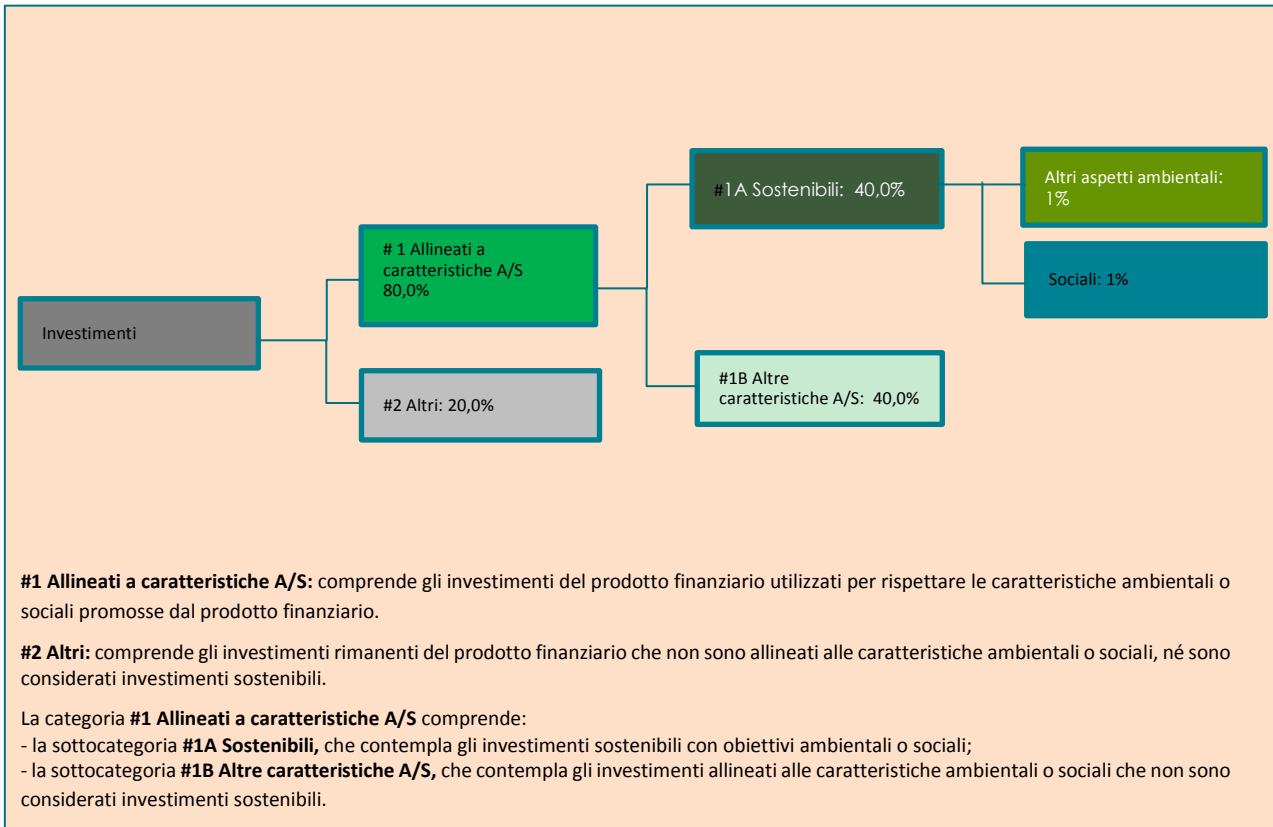 Investimenti
# 1 Allineati a
caratteristiche A/S
80,0%
#2 Altri: 20,0%
#1A Sostenibili:  40,0%
#1B Altre
caratteristiche A/S:  40,0%
Altri aspetti ambientali:
1%
Sociali: 1%
#1 Allineati a caratteristiche A/S: comprende gli investimenti del prodotto finanziario utilizzati per rispettare le caratteristiche ambientali o
sociali promosse dal prodotto finanziario.
#2 Altri: comprende gli investimenti rimanenti del prodotto finanziario che non sono allineati alle caratteristiche ambientali o sociali, né sono
considerati investimenti sostenibili.
La categoria #1 Allineati a caratteristiche A/S comprende:
- la sottocategoria #1A Sostenibili, che contempla gli investimenti sostenibili con obiettivi ambientali o sociali;
- la sottocategoria #1B Altre caratteristiche A/S, che contempla gli investimenti allineati alle caratteristiche ambientali o sociali che non sono
considerati investimenti sostenibili.